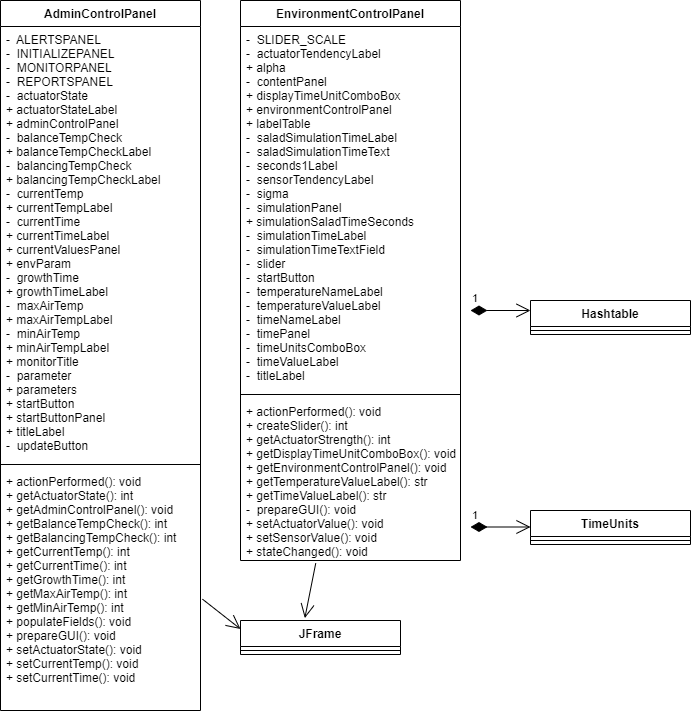 AdminControlPanel
- ALERTSPANEL
- INITIALIZEPANEL
- MONITORPANEL
- REPORTSPANEL
- actuatorState
+ actuatorStateLabel
+ adminControlPanel
- balanceTempCheck
+ balanceTempCheckLabel
- balancingTempCheck
+ balancingTempCheckLabel
- currentTemp
+ currentTempLabel
- currentTime
+ currentTimeLabel
+ currentValuesPanel
+ envParam
- growthTime
+ growthTimeLabel
- maxAirTemp
+ maxAirTempLabel
- minAirTemp
+ minAirTempLabel
+ monitorTitle
- parameter
+ parameters
+ startButton
+ startButtonPanel
+ titleLabel
- updateButton
+ actionPerformed(): void
+ getActuatorState(): int
+ getAdminControlPanel(): void
+ getBalanceTempCheck(): int
+ getBalancingTempCheck(): int
+ getCurrentTemp(): int
+ getCurrentTime(): int
+ getGrowthTime(): int
+ getMaxAirTemp(): int
+ getMinAirTemp(): int
+ populateFields(): void
+ prepareGUI(): void
+ setActuatorState(): void
+ setCurrentTemp(): void
+ setCurrentTime(): void
EnvironmentControlPanel
- SLIDER_SCALE
- actuatorTendencyLabel
+ alpha
- contentPanel
+ displayTimeUnitComboBox
+ environmentControlPanel
+ labelTable
- saladSimulationTimeLabel
- saladSimulationTimeText
- seconds1Label
- sensorTendencyLabel
- sigma
- simulationPanel
+ simulationSaladTimeSeconds
- simulationTimeLabel
- simulationTimeTextField
- slider
- startButton
- temperatureNameLabel
- temperatureValueLabel
- timeNameLabel
- timePanel
- timeUnitsComboBox
- timeValueLabel
- titleLabel
+ actionPerformed(): void
+ createSlider(): int
+ getActuatorStrength(): int
+ getDisplayTimeUnitComboBox(): void
+ getEnvironmentControlPanel(): void
+ getTemperatureValueLabel(): str
+ getTimeValueLabel(): str
- prepareGUI(): void
+ setActuatorValue(): void
+ setSensorValue(): void
+ stateChanged(): void
1
Hashtable
1
TimeUnits
JFrame